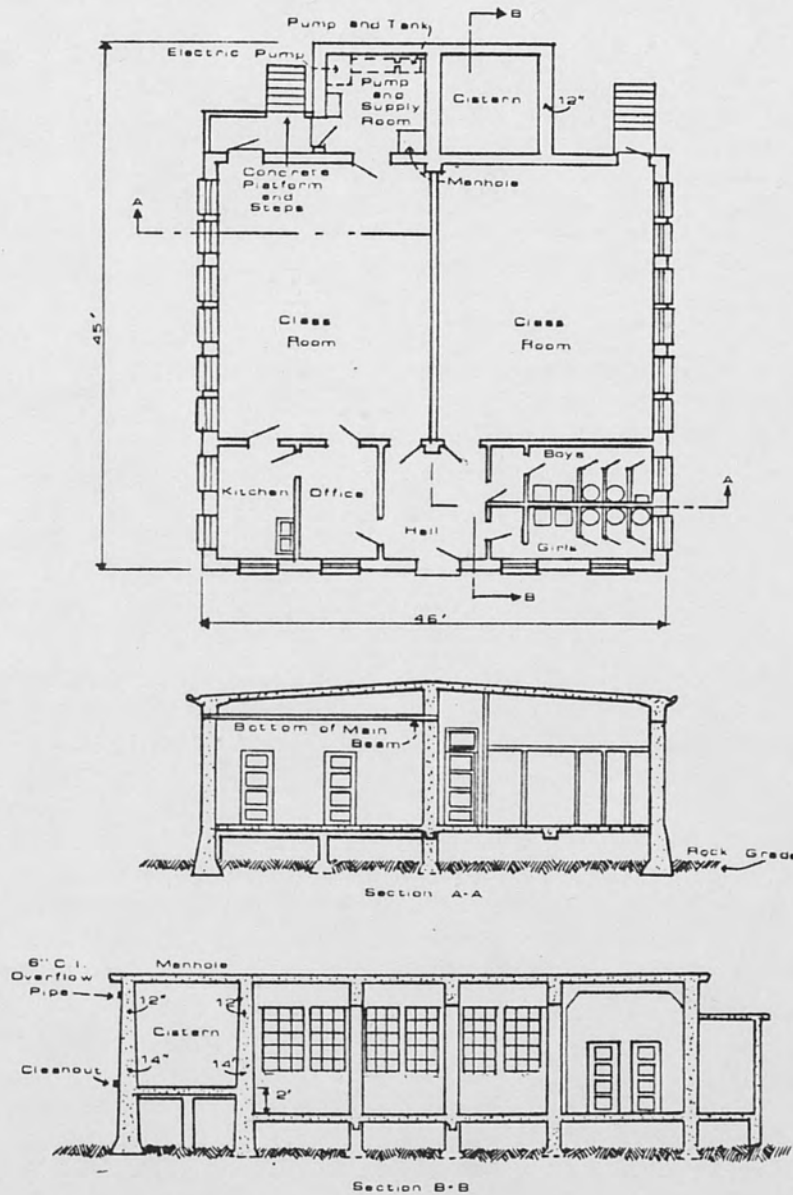 B
Pump and Tank
Electric Pump
Pump
and
Supply
Room
Cistern
12"
Concrete
Platform
and
Steps
Manhole
A
45'
Class
Room
Class
Room
Boys
A
Kitchen
Office
Hall
Girls
B
46'
Bottom of Main
Beam
Rock Grade
Section A-A
6" C.I.
Overflow
Pipe
Manhole
12"
12"
Cistern
14"
14"
Cleanout
2'
Section B-B